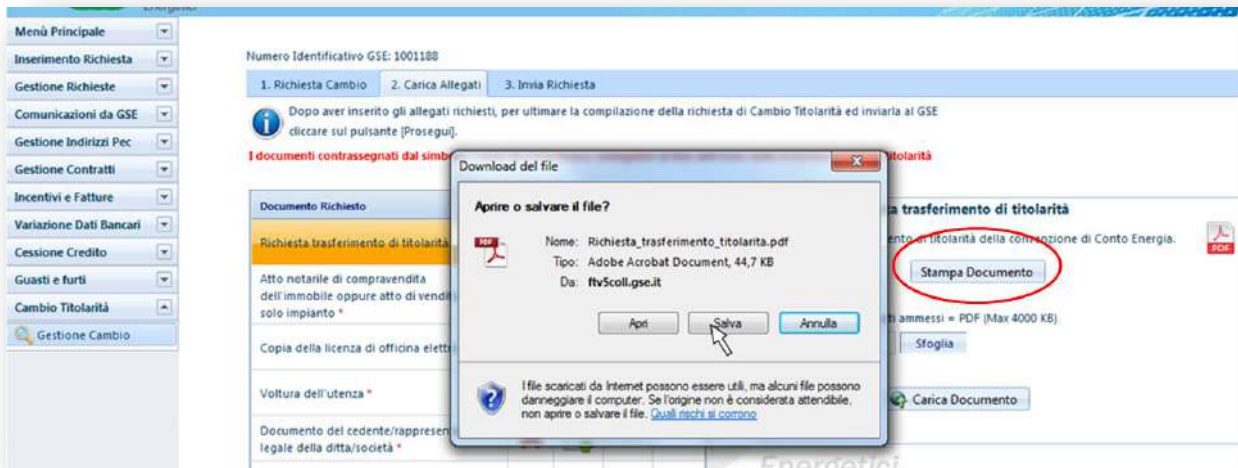 Energetici
Menù Principale
Inserimento Richiesta
Gestione Richieste
Comunicazioni da GSE
Gestione Indirizzi Pec
Gestione Contratti
Incentivi e Fatture
Variazione Dati Bancari
Cessione Credito
Guasti e furti
Cambio Titolarità
Gestione Cambio
Numero Identificativo GSE: 1001188
1. Richiesta Cambio 2. Carica Allegati 3. Invia Richiesta
Dopo aver inserito gli allegati richiesti, per ultimare la compilazione della richiesta di Cambio Titolarità ed inviarla al GSE
cliccare sul pulsante [Prosegui].
I documenti contrassegnati dal simb
titolarità
Documento Richiesto
Richiesta trasferimento di titolarità
Atto notarile di compravendita
dell'immobile oppure atto di vendi
solo impianto *
Copia della licenza di officina elett
Voltura dell'utenza *
Documento del cedente/rappresen
legale della ditta/società *
Download del file
Aprire o salvare il file?
PDF
Nome: Richiesta_trasferimento_titolarita.pdf
Tipo: Adobe Acrobat Document, 44,7 KB
Da: ftv5coll.gse.it
Apri Salva Annulla
I file scaricati da Internet possono essere utili, ma alcuni file possono
danneggiare il computer. Se l'origine non è considerata attendibile,
non aprire o salvare il file. Quali rischi si corrono
a trasferimento di titolarità
ento di titolarità della convenzione di Conto Energia.
PDF
Stampa Documento
ti ammessi = PDF (Max 4000 KB)
Sfoglia
Carica Documento
Energetici